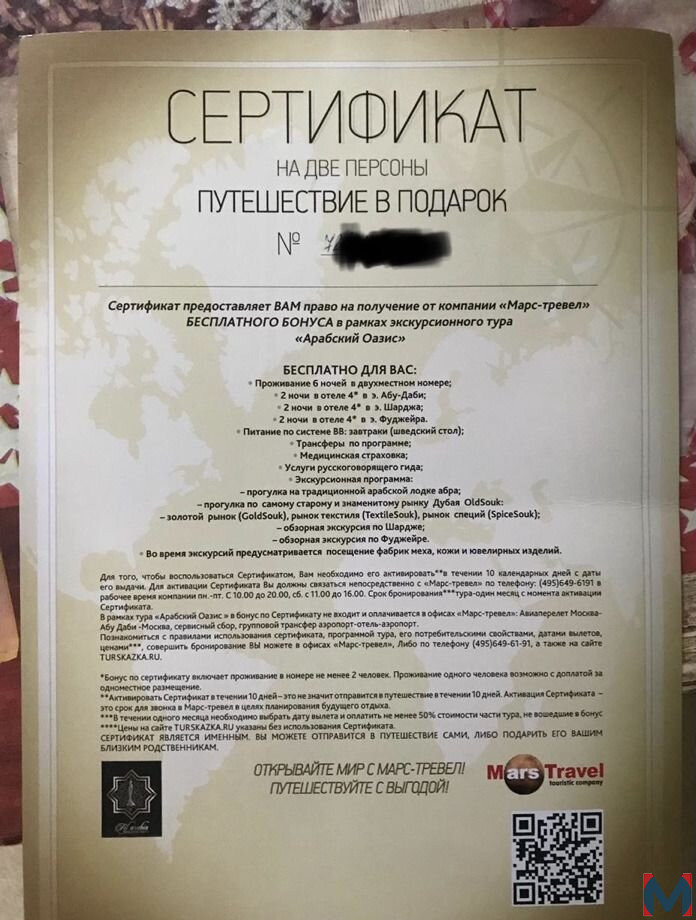 СЕРТИФИКАТ
НА ДВЕ ПЕРСОНЫ
ПУТЕШЕСТВИЕ В ПОДАРОК
№
Сертификат предоставляет ВАМ право на получение от компании «Марс-тревел»
БЕСПЛАТНОГО БОНУСА в рамках экскурсионного тура
«Арабский Оазис»
БЕСПЛАТНО ДЛЯ ВАС:
* Проживание 6 ночей в двухместном номере;
* 2 ночи в отеле 4* в э. Абу-Даби;
* 2 ночи в отеле 4* в э. Шарджа;
* 2 ночи в отеле 4* в э. Фуджейра.
* Питание по системе BB: завтраки (шведский стол);
* Трансферы по программе;
* Медицинская страховка;
* Услуги русскоговорящего гида;
* Экскурсионная программа:
– прогулка на традиционной арабской лодке абра;
– прогулка по самому старому и знаменитому рынку Дубая OldSouk:
– золотой рынок (GoldSouk), рынок текстиля (TextileSouk), рынок специй (SpiceSouk);
– обзорная экскурсия по Шардже;
– обзорная экскурсия по Фуджейре.
* Во время экскурсий предусматривается посещение фабрик меха, кожи и ювелирных изделий.
Для того, чтобы воспользоваться Сертификатом, Вам необходимо его активировать**в течении 10 календарных дней с даты
его выдачи. Для активации Сертификата Вы должны связаться непосредственно с «Марс-тревел» по телефону: (495)649-6191 в
рабочее время компании пн.-пт. С 10.00 до 20.00, сб. с 11.00 до 16.00. Срок бронирования***тура-один месяц с момента активации
Сертификата.
В рамках тура «Арабский Оазис » в бонус по Сертификату не входит и оплачивается в офисах «Марс-тревел»: Авиаперелет Москва-
Абу Даби -Москва, сервисный сбор, групповой трансфер аэропорт-отель-аэропорт.
Познакомиться с правилами использования сертификата, программой тура, его потребительскими свойствами, датами вылетов,
ценами***, совершить бронирование ВЫ можете в офисах «Марс-тревел», Либо по телефону (495)649-61-91, а также на сайте
TURSKAZKA.RU.
*Бонус по сертификату включает проживание в номере не менее 2 человек. Проживание одного человека возможно с доплатой за
одноместное размещение.
**Активировать Сертификат в течении 10 дней – это не значит отправится в путешествие в течении 10 дней. Активация Сертификата –
это срок для звонка в Марс-тревел в целях планирования будущего отдыха.
***В течении одного месяца необходимо выбрать дату вылета и оплатить не менее 50% стоимости части тура, не вошедшие в бонус
****Цены на сайте TURSKAZKA.RU указаны без использования Сертификата.
СЕРТИФИКАТ ЯВЛЯЕТСЯ ИМЕННЫМ. ВЫ МОЖЕТЕ ОТПРАВИТСЯ В ПУТЕШЕСТВИЕ САМИ, ЛИБО ПОДАРИТЬ ЕГО ВАШИМ
БЛИЗКИМ РОДСТВЕННИКАМ.
ОТКРЫВАЙТЕ МИР С МАРС-ТРЕВЕЛ!
ПУТЕШЕСТВУЙТЕ С ВЫГОДОЙ!
Mars Travel
touristic company
M